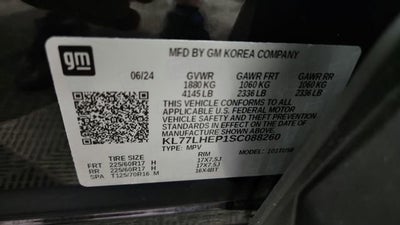 gm
MFD BY GM KOREA COMPANY
06/24 GVWR GAWR FRT GAWR RR
1880 KG 1060 KG 1060 KG
4145 LB 2336 LB 2336 LB
THIS VEHICLE CONFORMS TO ALL
APPLICABLE U.S. FEDERAL MOTOR
VEHICLE SAFETY AND THEFT PREVENTION
STANDARDS IN EFFECT ON THE DATE OF
MANUFACTURE SHOWN ABOVE.
KL77LHEP1SC088260
TYPE: MPV MODEL:
TIRE SIZE RIM
FRT 225/60R17 H 17X7.5J
RR 225/60R17 H 17X7.5J
SPA T125/70R16 M 16X4BT